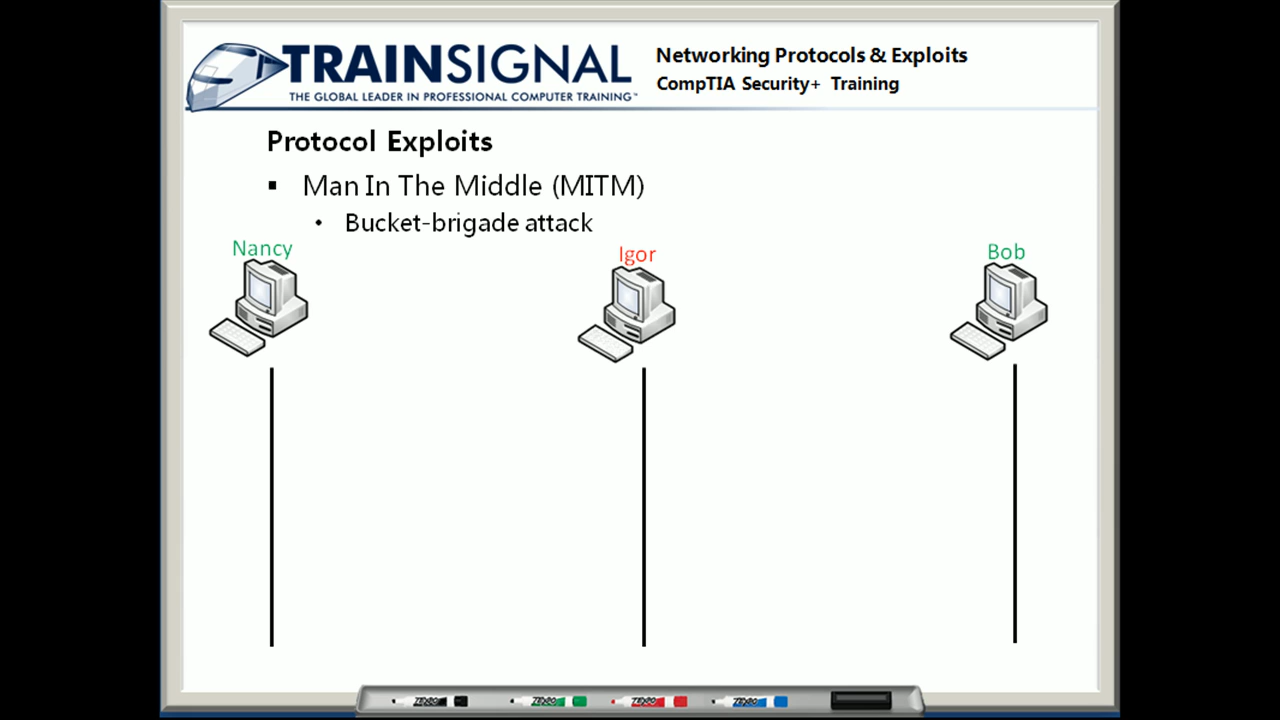 TRAINSIGNAL
THE GLOBAL LEADER IN PROFESSIONAL COMPUTER TRAINING™
Networking Protocols & Exploits
CompTIA Security+ Training
Protocol Exploits
▪ Man In The Middle (MITM)
• Bucket-brigade attack
Nancy
Igor
Bob